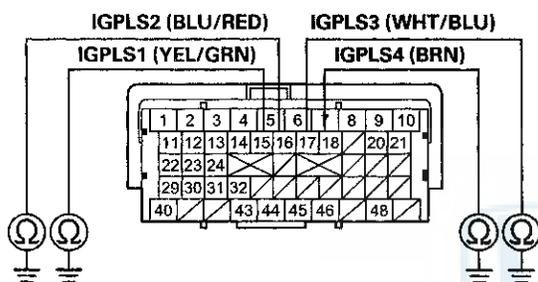 IGPLS2 (BLU/RED) IGPLS3 (WHT/BLU)
IGPLS1 (YEL/GRN) IGPLS4 (BRN)
1 2 3 4 5 6 7 8 9 10
11 12 13 14 15 16 17 18 20 21
22 23 24
29 30 31 32
40 43 44 45 46 48
Ω Ω Ω Ω